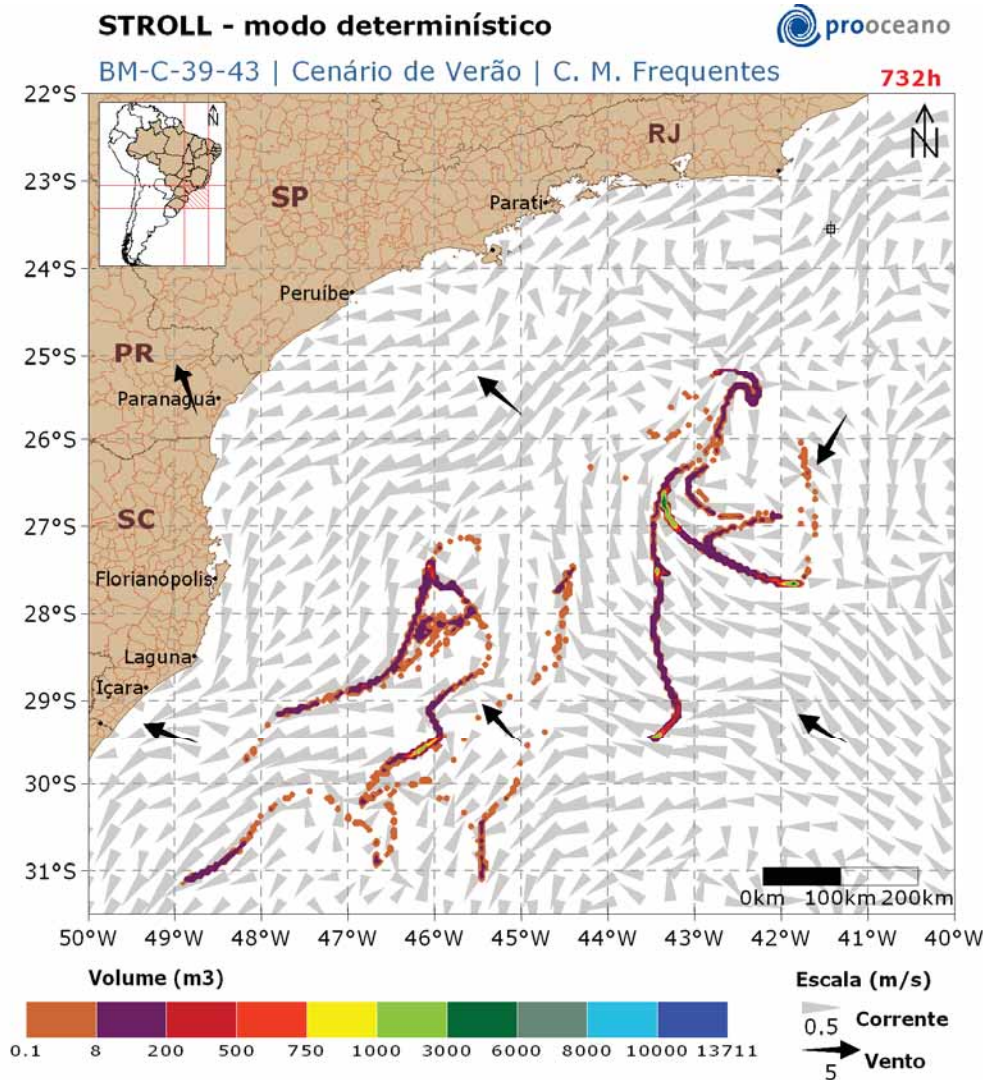 STROLL - modo determinístico
prooceano
BM-C-39-43 | Cenário de Verão | C. M. Frequentes
732h
22°S
23°S
24°S
25°S
26°S
27°S
28°S
29°S
30°S
31°S
N
N
RJ
SP
Parati
Peruíbe
PR
Paranaguá
SC
Florianópolis
Laguna
Içara
0km 100km 200km
50°W 49°W 48°W 47°W 46°W 45°W 44°W 43°W 42°W 41°W 40°W
Volume (m3)
0.1 8 200 500 750 1000 3000 6000 8000 10000 13711
Escala (m/s)
0.5 Corrente
5 Vento